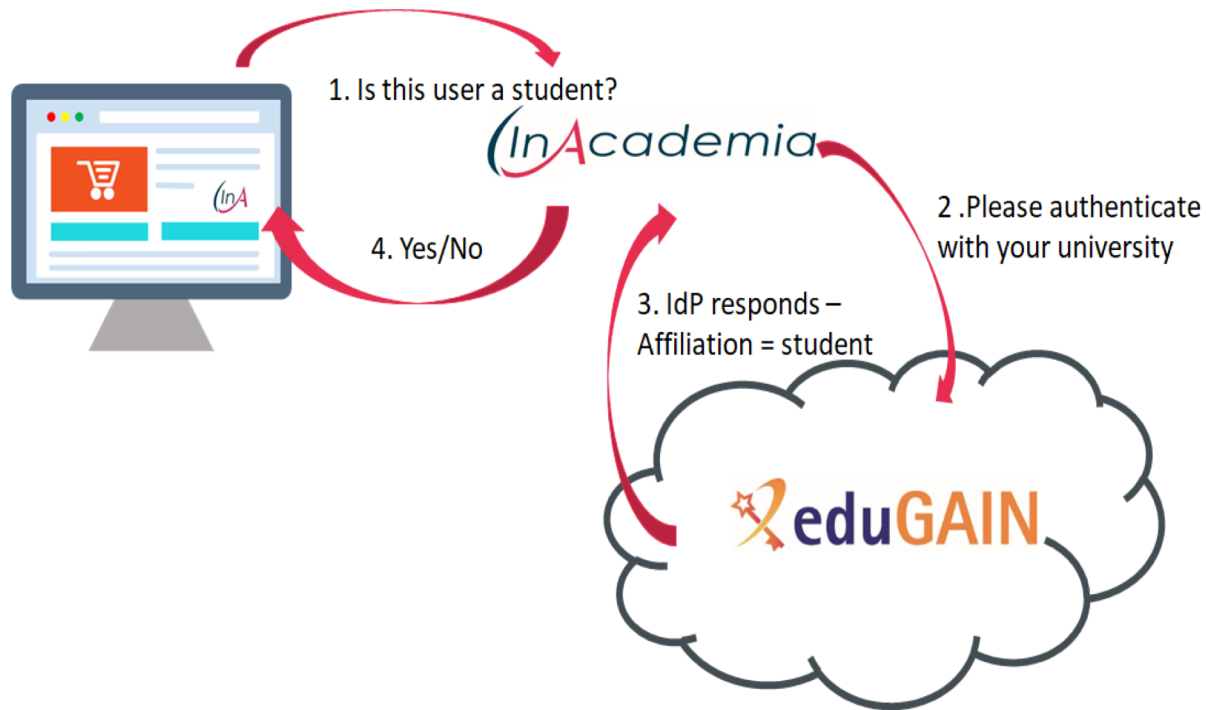 1. Is this user a student?
InAcademia
InA
2 .Please authenticate
with your university
4. Yes/No
3. IdP responds –
Affiliation = student
eduGAIN